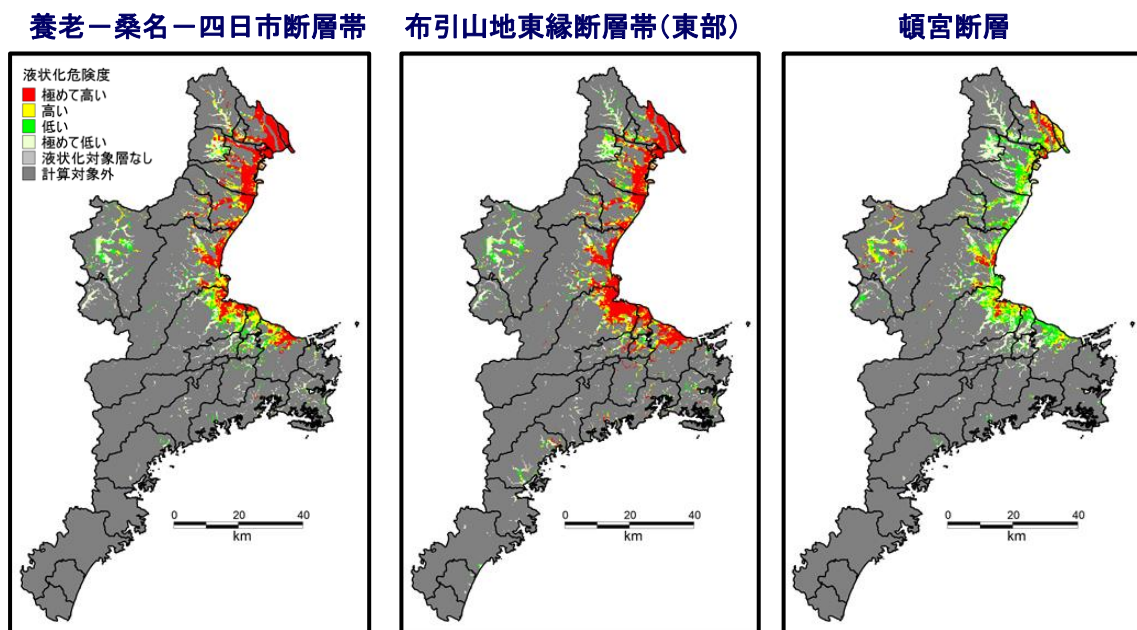 養老－桑名－四日市断層帯
布引山地東縁断層帯(東部)
頓宮断層
液状化危険度
極めて高い
高い
低い
極めて低い
液状化対象層なし
計算対象外
0 20 40
km
0 20 40
km
0 20 40
km